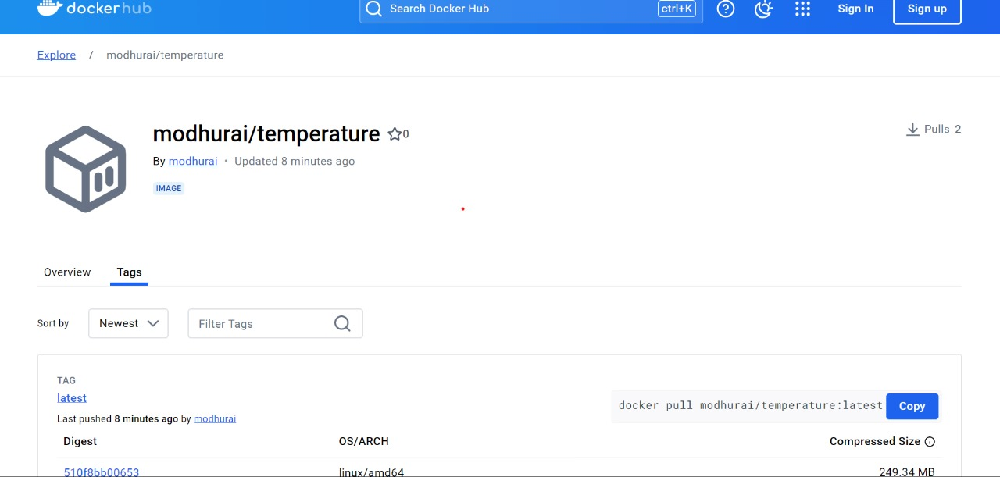 dockerhub Search Docker Hub ctrl+K Sign In Sign up
Explore / modhurai/temperature
modhurai/temperature 0
Pulls 2
By modhurai • Updated 8 minutes ago
IMAGE
Overview Tags
Sort by Newest Filter Tags
TAG
latest
docker pull modhurai/temperature:latest Copy
Last pushed 8 minutes ago by modhurai
Digest OS/ARCH Compressed Size
510f8bb00653 linux/amd64 249.34 MB